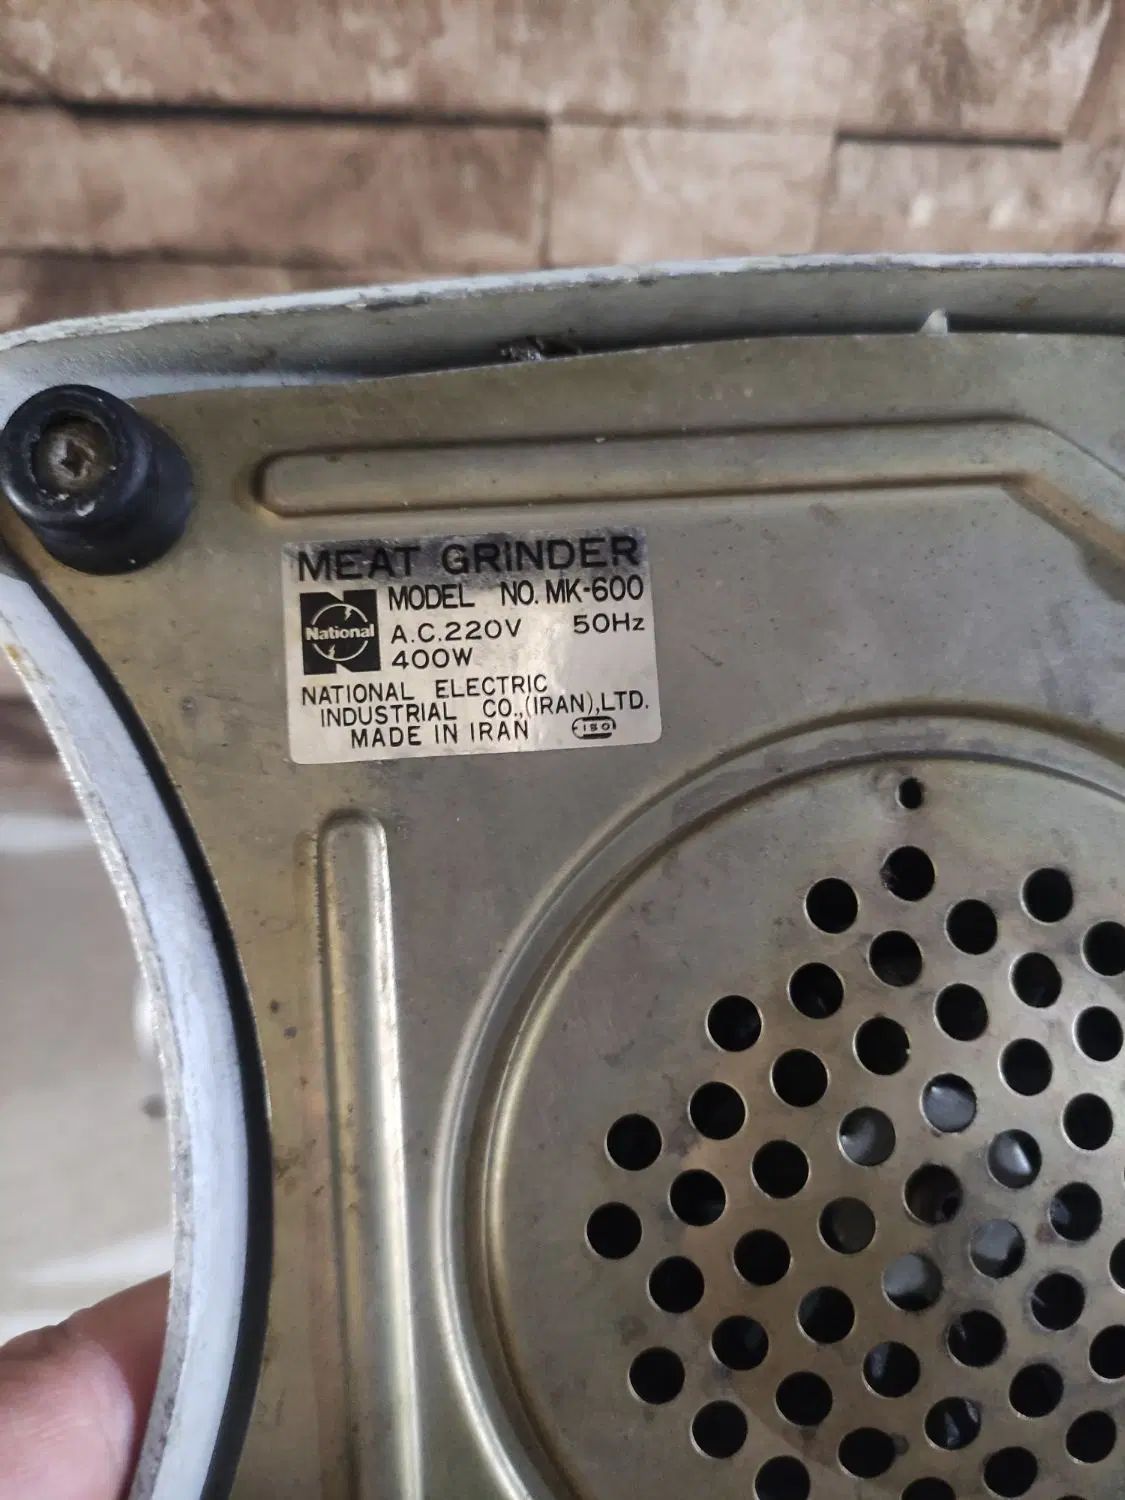 MEAT GRINDER
MODEL NO. MK-600
National
A.C.220V 50Hz
400W
NATIONAL ELECTRIC
INDUSTRIAL CO.,(IRAN),LTD.
MADE IN IRAN